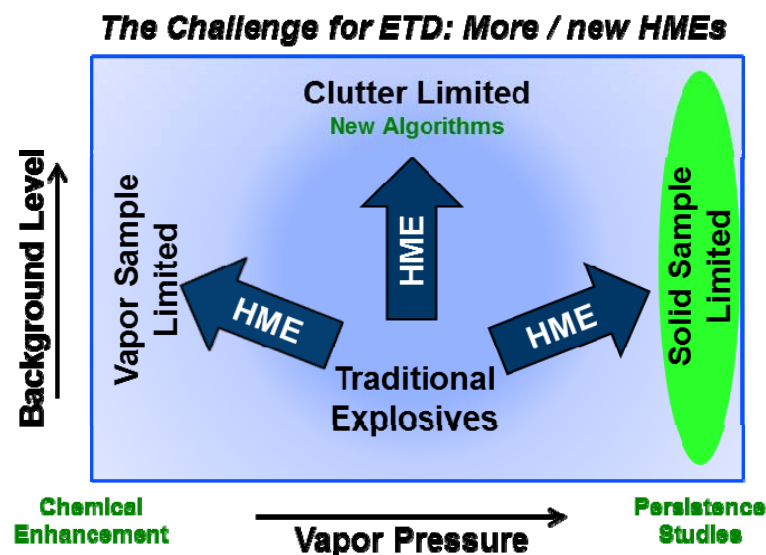 The Challenge for ETD: More / new HMEs
Clutter Limited
New Algorithms
Background Level
Vapor Sample
Limited
HME
HME
HME
Solid Sample
Limited
Traditional
Explosives
Chemical
Enhancement
Vapor Pressure
Persistence
Studies